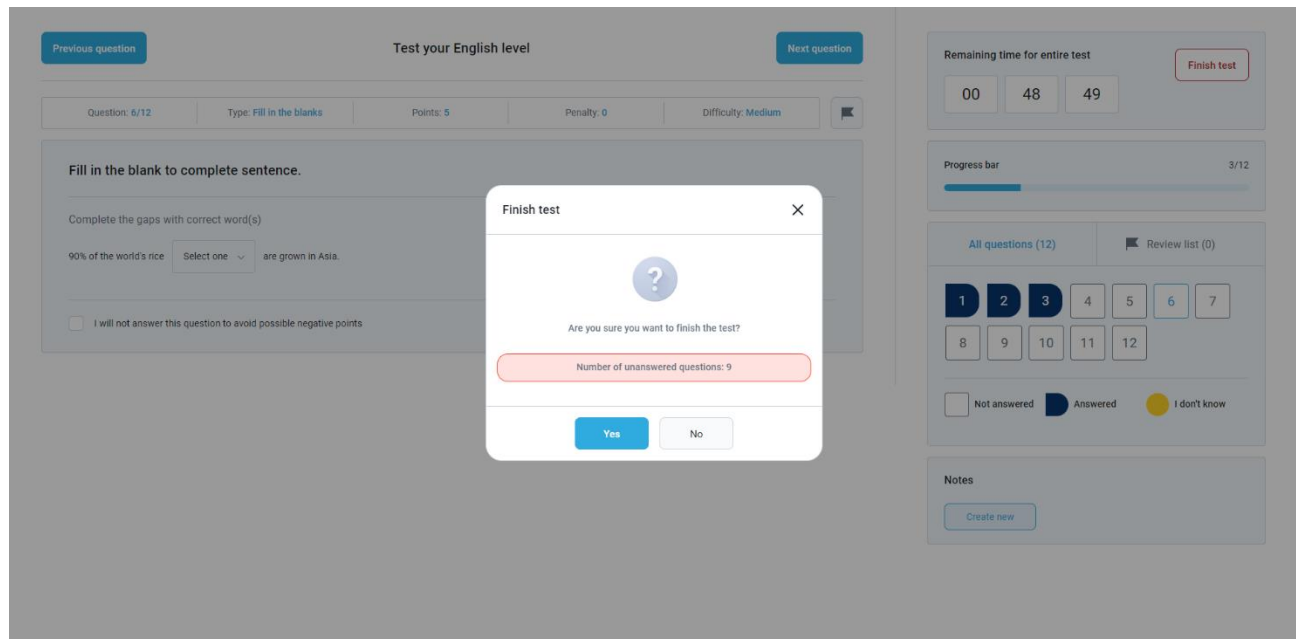 Previous question
Test your English level
Next question
Question: 6/12
Type: Fill in the blanks
Points: 5
Penalty: 0
Difficulty: Medium
Fill in the blank to complete sentence.
Complete the gaps with correct word(s)
90% of the world's rice Select one are grown in Asia.
I will not answer this question to avoid possible negative points
Finish test
?
Are you sure you want to finish the test?
Number of unanswered questions: 9
Yes
No
Remaining time for entire test
Finish test
00 48 49
Progress bar
3/12
All questions (12)
Review list (0)
1 2 3 4 5 6 7
8 9 10 11 12
Not answered
Answered
I don't know
Notes
Create new